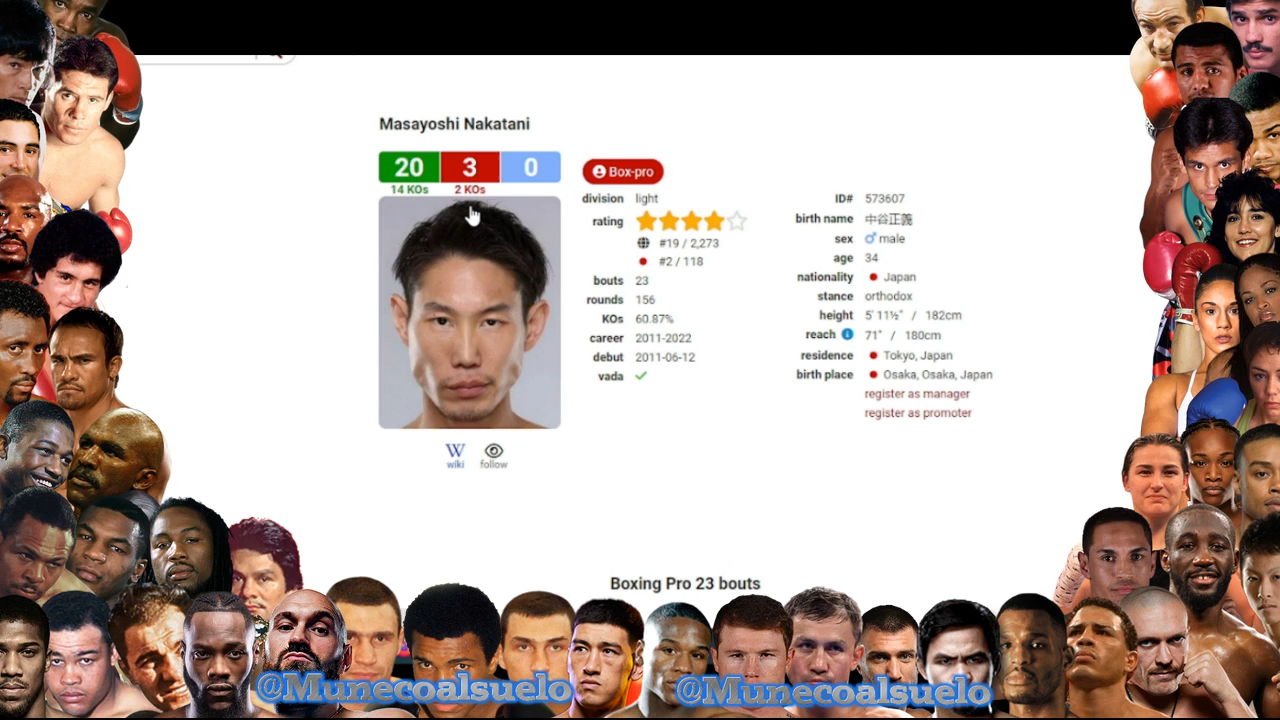 Masayoshi Nakatani
20 3 0
14 KOs 2 KOs
Box-pro
division light
rating
#19 / 2,273
#2 / 118
bouts 23
rounds 156
KOs 60.87%
career 2011-2022
debut 2011-06-12
vada
ID# 573607
birth name 中谷正義
sex male
age 34
nationality Japan
stance orthodox
height 5' 11½" / 182cm
reach 71" / 180cm
residence Tokyo, Japan
birth place Osaka, Osaka, Japan
register as manager
register as promoter
W
wiki follow
Boxing Pro 23 bouts
@Munecoalsuelo @Munecoalsuelo